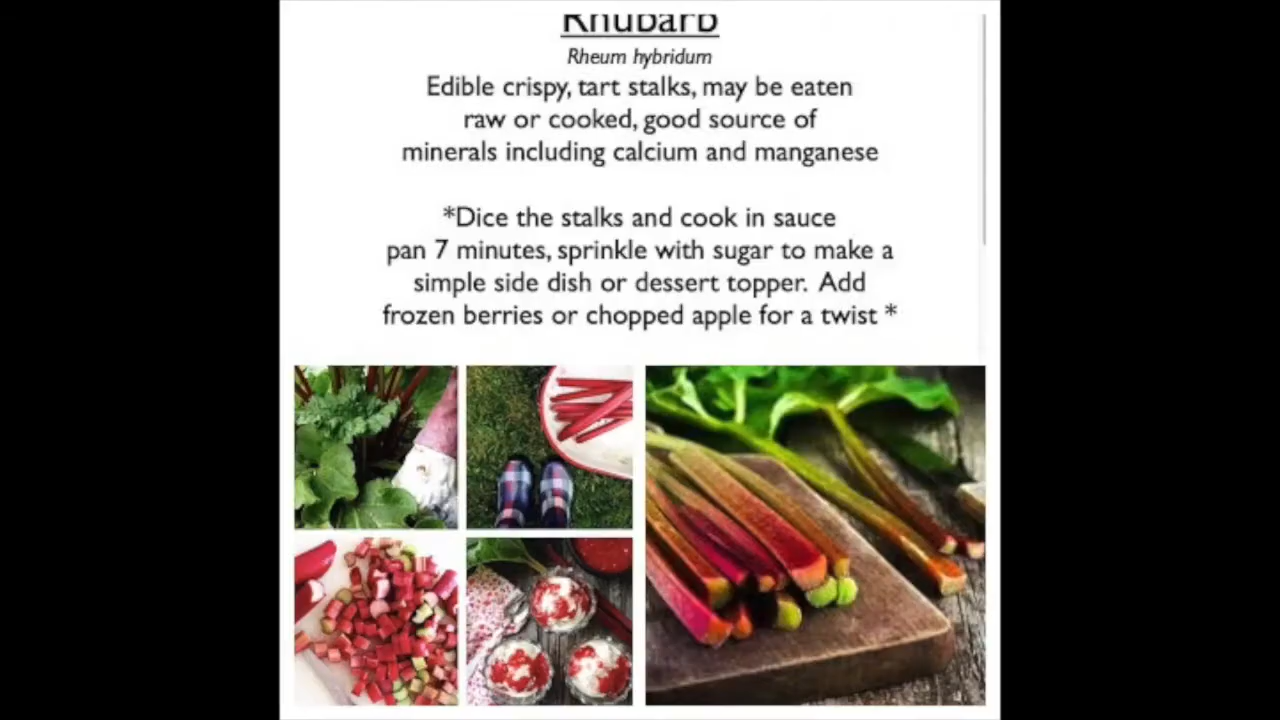 Rhubarb
Rheum hybridum
Edible crispy, tart stalks, may be eaten
raw or cooked, good source of
minerals including calcium and manganese
*Dice the stalks and cook in sauce
pan 7 minutes, sprinkle with sugar to make a
simple side dish or dessert topper. Add
frozen berries or chopped apple for a twist *